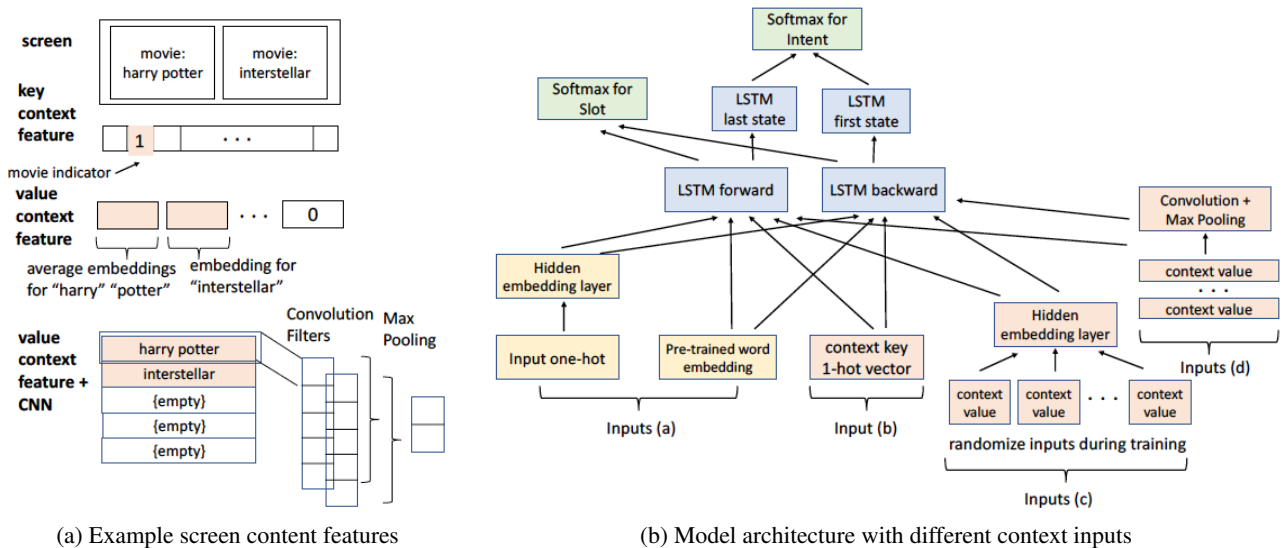 screen
movie:
harry potter
movie:
interstellar
key
context
feature
1
. . .
movie indicator
value
context
feature
. . .
0
average embeddings
for “harry” “potter”
embedding for
“interstellar”
value
context
feature +
CNN
harry potter
interstellar
{empty}
{empty}
{empty}
Convolution
Filters
Max
Pooling
(a) Example screen content features
Softmax for
Intent
Softmax for
Slot
LSTM
last state
LSTM
first state
LSTM forward
LSTM backward
Convolution +
Max Pooling
context value
. . .
context value
Inputs (d)
Hidden
embedding layer
Input one-hot
Pre-trained word
embedding
Inputs (a)
context key
1-hot vector
Input (b)
Hidden
embedding layer
context
value
context
value
. . .
context
value
randomize inputs during training
Inputs (c)
(b) Model architecture with different context inputs